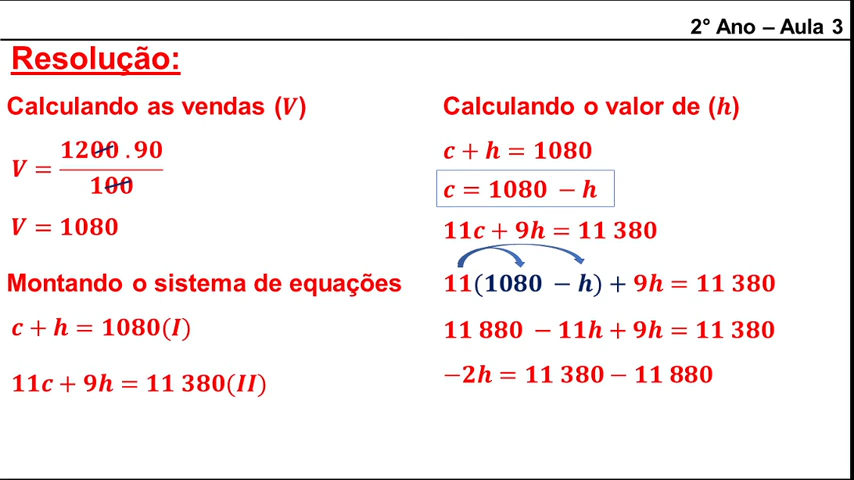 2° Ano – Aula 3
Resolução:
Calculando as vendas (V)
V = 1200 . 90 / 100
V = 1080
Montando o sistema de equações
c + h = 1080(I)
11c + 9h = 11 380(II)
Calculando o valor de (h)
c + h = 1080
c = 1080 − h
11c + 9h = 11 380
11(1080 − h) + 9h = 11 380
11 880 − 11h + 9h = 11 380
−2h = 11 380 − 11 880